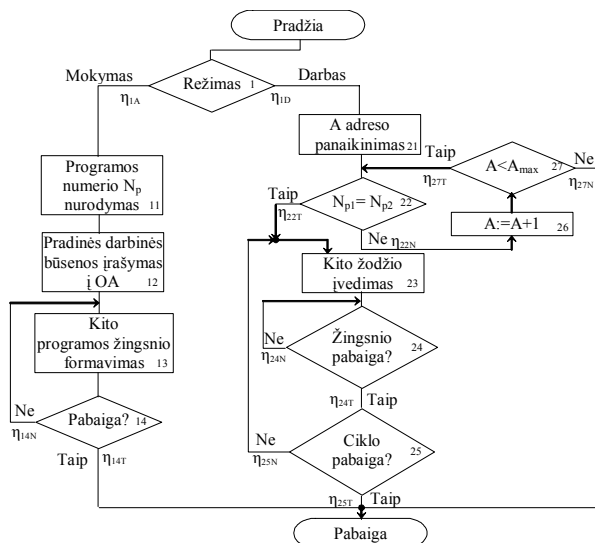 Pradžia
Mokymas
Režimas 1
Darbas
η1A
η1D
A adreso
panaikinimas 21
Taip
A<Amax
27
Ne
η27T
η27N
Programos
numerio Np
nurodymas 11
Taip
Np1= Np2
22
η22T
A:=A+1
26
Ne η22N
Pradinės darbinės
būsenos įrašymas
į OA 12
Kito žodžio
įvedimas 23
Kito
programos žingsnio
formavimas 13
Ne
η24N
Žingsnio
pabaiga?
24
η24T
Taip
Ne
η14N
Pabaiga? 14
Taip
η14T
Ne
η25N
Ciklo
pabaiga?
25
η25T
Taip
Pabaiga